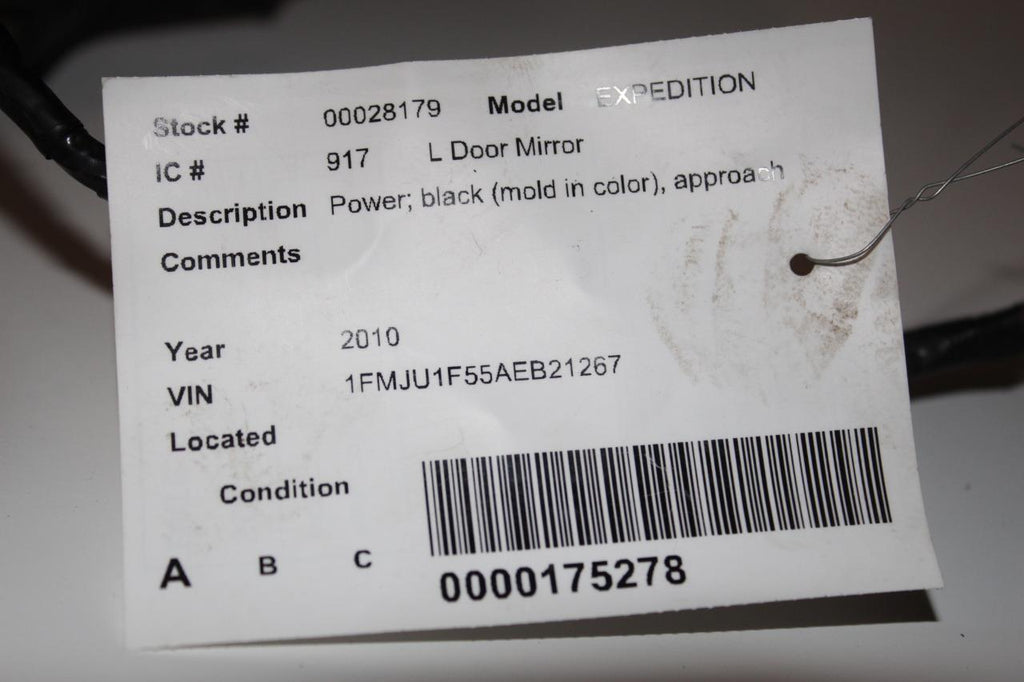 Stock # 00028179 Model EXPEDITION
IC # 917 L Door Mirror
Description Power; black (mold in color), approach
Comments
Year 2010
VIN 1FMJU1F55AEB21267
Located
Condition
A B C
0000175278